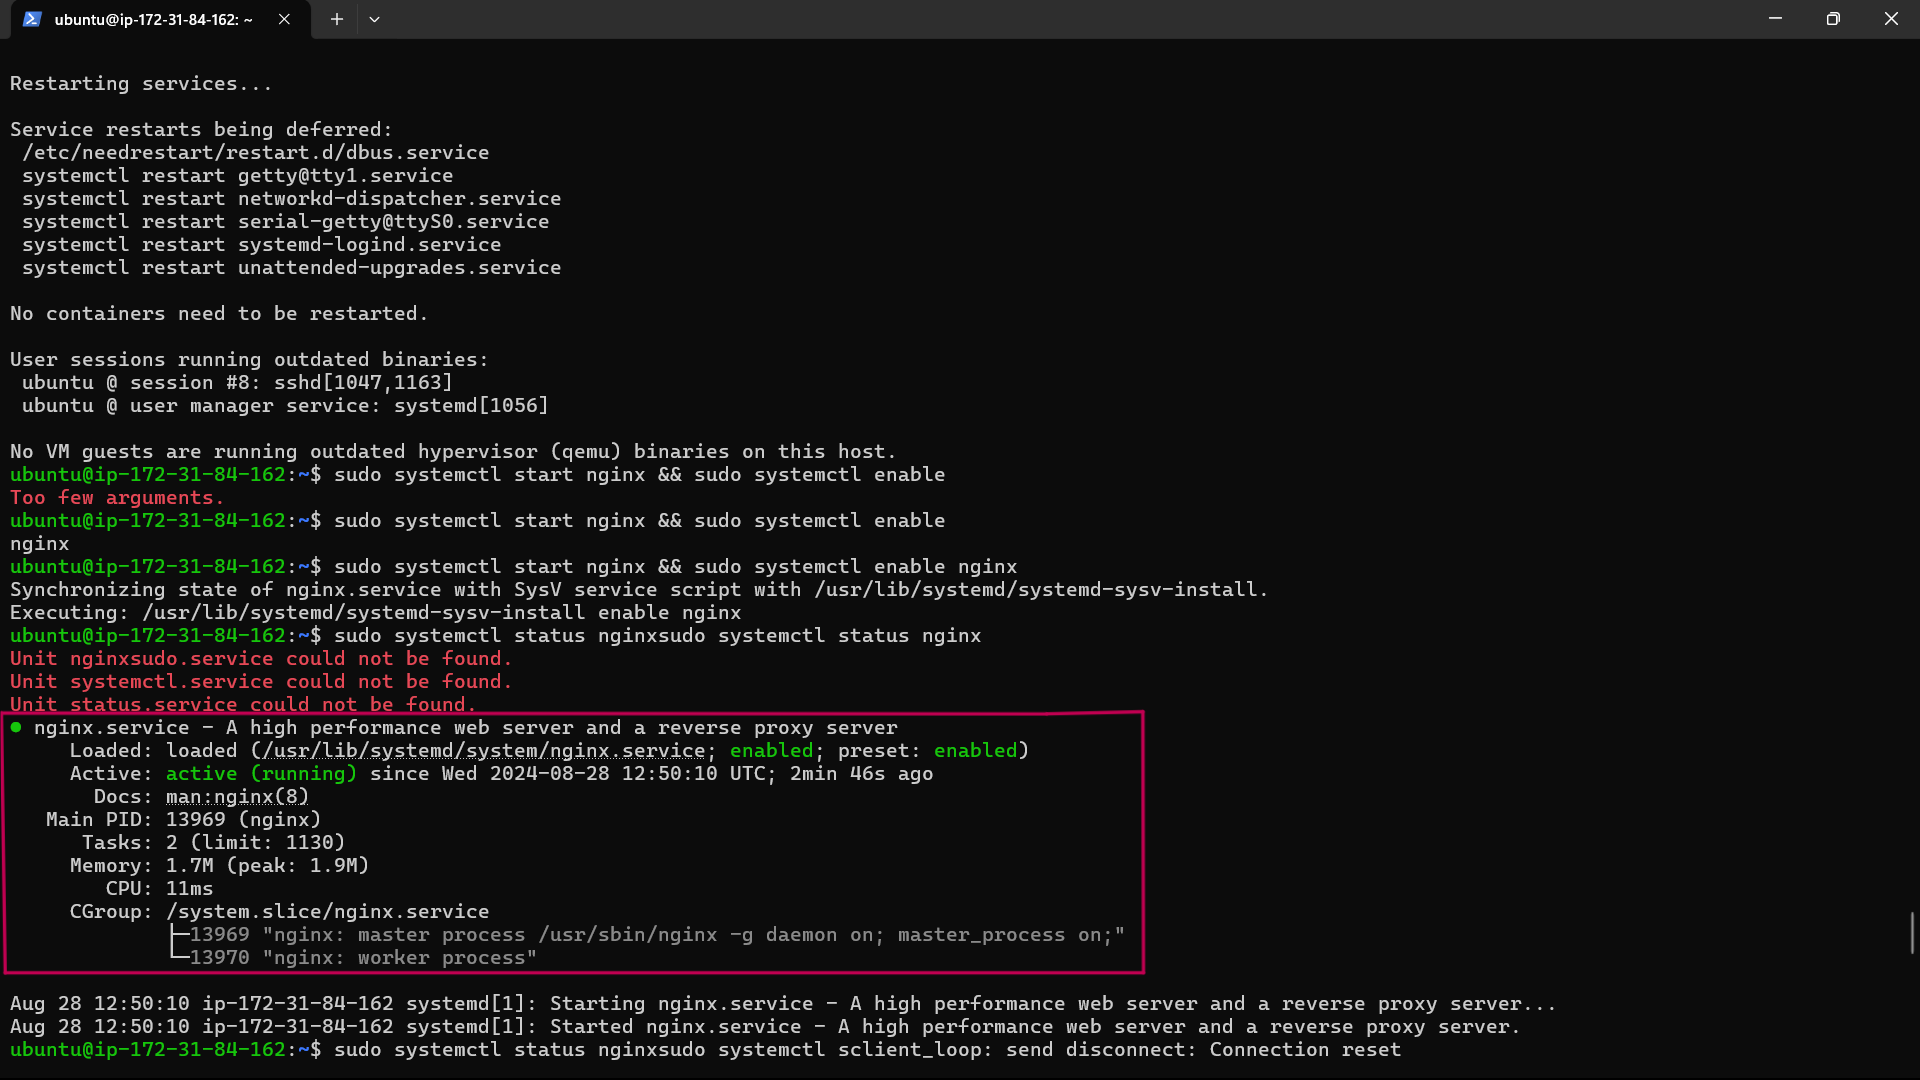 ubuntu@ip-172-31-84-162: ~
Restarting services...
Service restarts being deferred:
/etc/needrestart/restart.d/dbus.service
systemctl restart getty@tty1.service
systemctl restart networkd-dispatcher.service
systemctl restart serial-getty@ttyS0.service
systemctl restart systemd-logind.service
systemctl restart unattended-upgrades.service
No containers need to be restarted.
User sessions running outdated binaries:
ubuntu @ session #8: sshd[1047,1163]
ubuntu @ user manager service: systemd[1056]
No VM guests are running outdated hypervisor (qemu) binaries on this host.
ubuntu@ip-172-31-84-162:~$ sudo systemctl start nginx && sudo systemctl enable
Too few arguments.
ubuntu@ip-172-31-84-162:~$ sudo systemctl start nginx && sudo systemctl enable
nginx
ubuntu@ip-172-31-84-162:~$ sudo systemctl start nginx && sudo systemctl enable nginx
Synchronizing state of nginx.service with SysV service script with /usr/lib/systemd/systemd-sysv-install.
Executing: /usr/lib/systemd/systemd-sysv-install enable nginx
ubuntu@ip-172-31-84-162:~$ sudo systemctl status nginxsudo systemctl status nginx
Unit nginxsudo.service could not be found.
Unit systemctl.service could not be found.
Unit status.service could not be found.
● nginx.service - A high performance web server and a reverse proxy server
Loaded: loaded (/usr/lib/systemd/system/nginx.service; enabled; preset: enabled)
Active: active (running) since Wed 2024-08-28 12:50:10 UTC; 2min 46s ago
Docs: man:nginx(8)
Main PID: 13969 (nginx)
Tasks: 2 (limit: 1130)
Memory: 1.7M (peak: 1.9M)
CPU: 11ms
CGroup: /system.slice/nginx.service
├─13969 "nginx: master process /usr/sbin/nginx -g daemon on; master_process on;"
└─13970 "nginx: worker process"
Aug 28 12:50:10 ip-172-31-84-162 systemd[1]: Starting nginx.service - A high performance web server and a reverse proxy server...
Aug 28 12:50:10 ip-172-31-84-162 systemd[1]: Started nginx.service - A high performance web server and a reverse proxy server.
ubuntu@ip-172-31-84-162:~$ sudo systemctl status nginxsudo systemctl sclient_loop: send disconnect: Connection reset